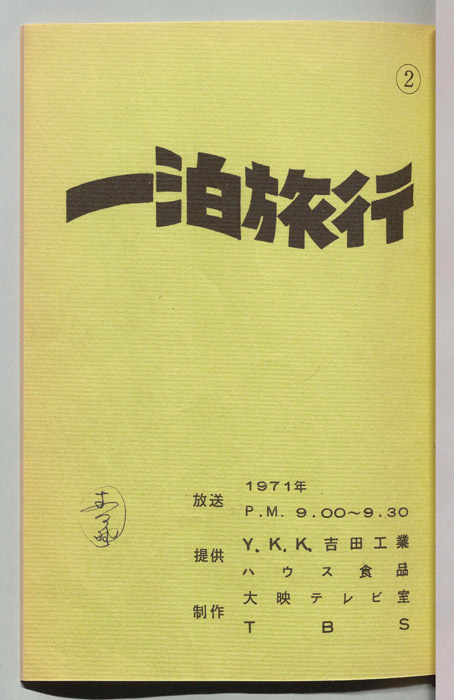 ②
一泊旅行
放送 1971年
P.M. 9.00〜9.30
提供 Y.K.K.吉田工業
ハウス食品
制作 大映テレビ室
TBS